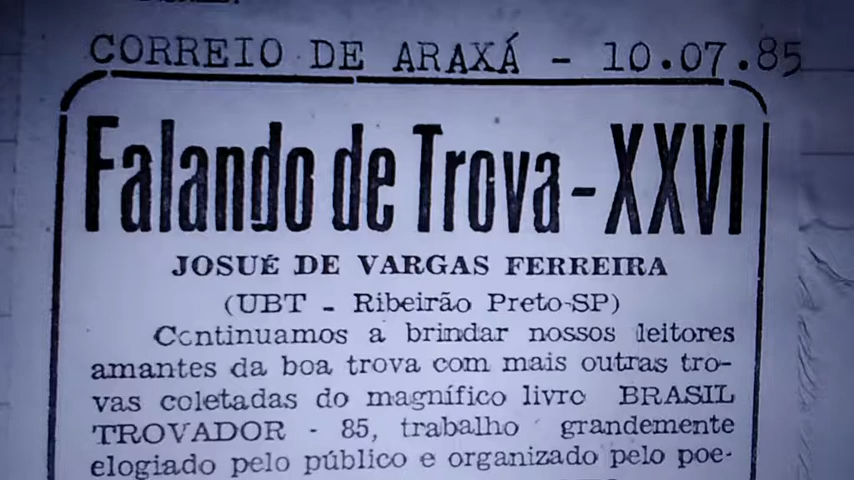 CORREIO DE ARAXÁ - 10.07.85
Falando de Trova - XXVI
JOSUÉ DE VARGAS FERREIRA
(UBT - Ribeirão Preto-SP)
Continuamos a brindar nossos leitores
amantes da boa trova com mais outras tro-
vas coletadas do magnífico livro BRASIL
TROVADOR - 85, trabalho grandemente
elogiado pelo público e organizado pelo poe-